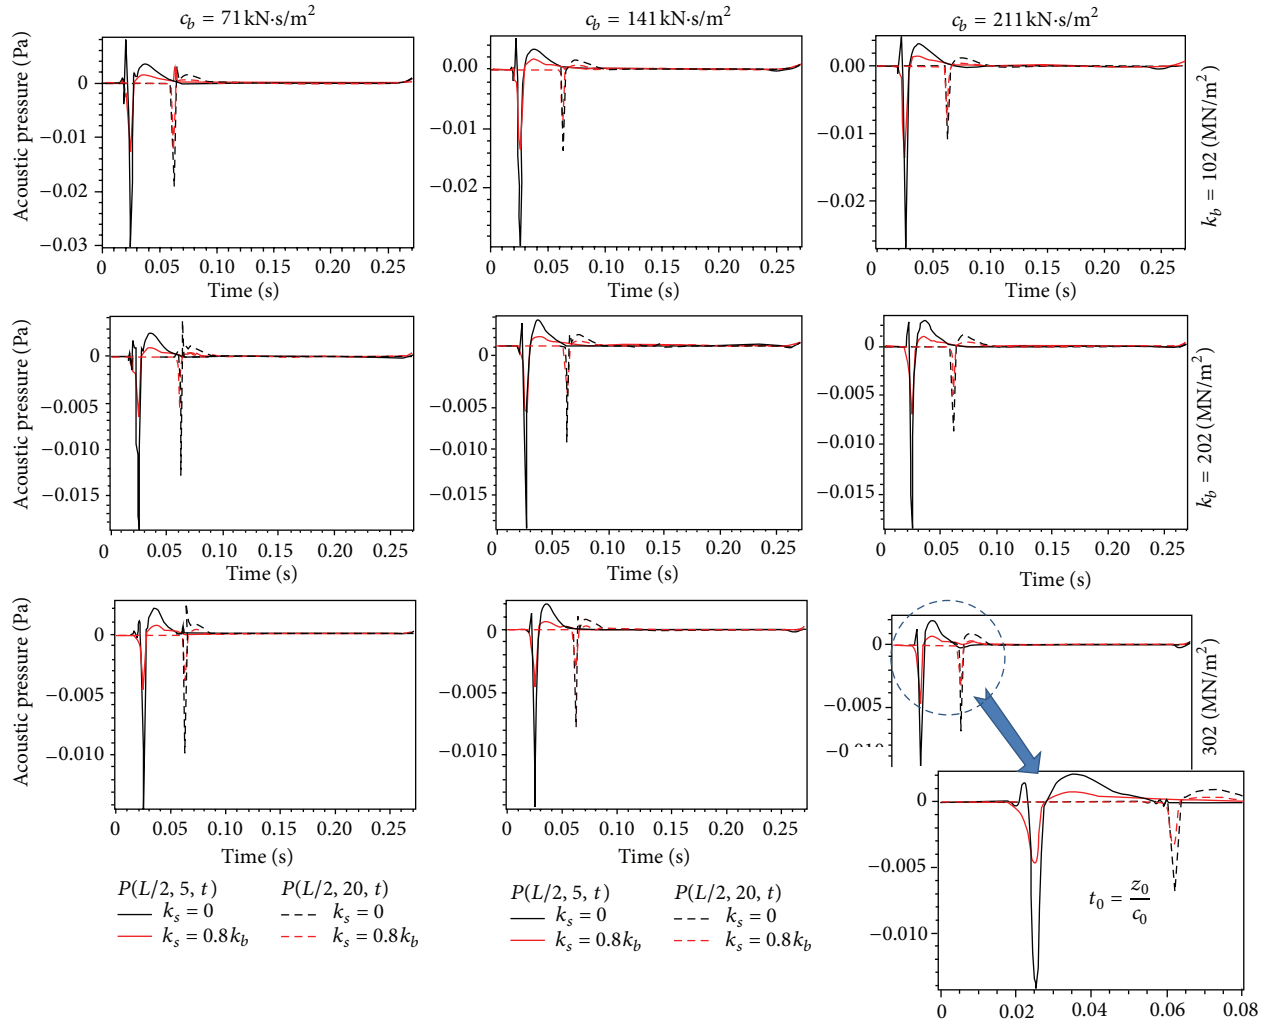 c_b = 71 kN·s/m²
c_b = 141 kN·s/m²
c_b = 211 kN·s/m²
Acoustic pressure (Pa)
0
−0.01
−0.02
−0.03
0 0.05 0.10 0.15 0.20 0.25
Time (s)
0.00
−0.01
−0.02
0 0.05 0.10 0.15 0.20 0.25
Time (s)
0.00
−0.01
−0.02
0 0.05 0.10 0.15 0.20 0.25
Time (s)
k_b = 102 (MN/m²)
Acoustic pressure (Pa)
0
−0.005
−0.010
−0.015
0 0.05 0.10 0.15 0.20 0.25
Time (s)
0
−0.005
−0.010
−0.015
0 0.05 0.10 0.15 0.20 0.25
Time (s)
0
−0.005
−0.010
−0.015
0 0.05 0.10 0.15 0.20 0.25
Time (s)
k_b = 202 (MN/m²)
Acoustic pressure (Pa)
0
−0.005
−0.010
0 0.05 0.10 0.15 0.20 0.25
Time (s)
0
−0.005
−0.010
0 0.05 0.10 0.15 0.20 0.25
Time (s)
0
−0.005
302 (MN/m²)
0
−0.005
−0.010
0 0.02 0.04 0.06 0.08
t₀ = z₀/c₀
P(L/2, 5, t) P(L/2, 20, t)
k_s = 0 k_s = 0
k_s = 0.8k_b k_s = 0.8k_b
P(L/2, 5, t) P(L/2, 20, t)
k_s = 0 k_s = 0
k_s = 0.8k_b k_s = 0.8k_b